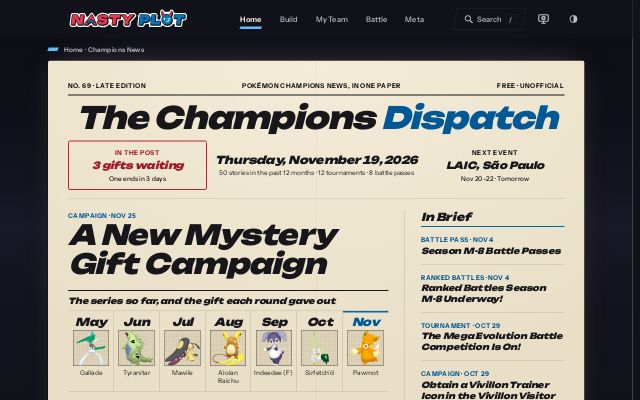 NASTY PLOT
Home
Build
My Team
Battle
Meta
Search /
Home · Champions News
NO. 69 · LATE EDITION
POKÉMON CHAMPIONS NEWS, IN ONE PAPER
FREE · UNOFFICIAL
The Champions Dispatch
IN THE POST
3 gifts waiting
One ends in 3 days
Thursday, November 19, 2026
50 stories in the past 12 months · 12 tournaments · 8 battle passes
NEXT EVENT
LAIC, São Paulo
Nov 20–22 · Tomorrow
CAMPAIGN · NOV 25
A New Mystery
Gift Campaign
The series so far, and the gift each round gave out
May
Jun
Jul
Aug
Sep
Oct
Nov
Gallade
Tyranitar
Mawile
Alolan
Raichu
Indeedee (F)
Sirfetch'd
Pawmot
In Brief
BATTLE PASS · NOV 4
Season M-8 Battle Passes
RANKED BATTLES · NOV 4
Ranked Battles Season
M-8 Underway!
TOURNAMENT · OCT 29
The Mega Evolution Battle
Competition Is On!
CAMPAIGN · OCT 29
Obtain a Vivillon Trainer
Icon in the Vivillon Visitor